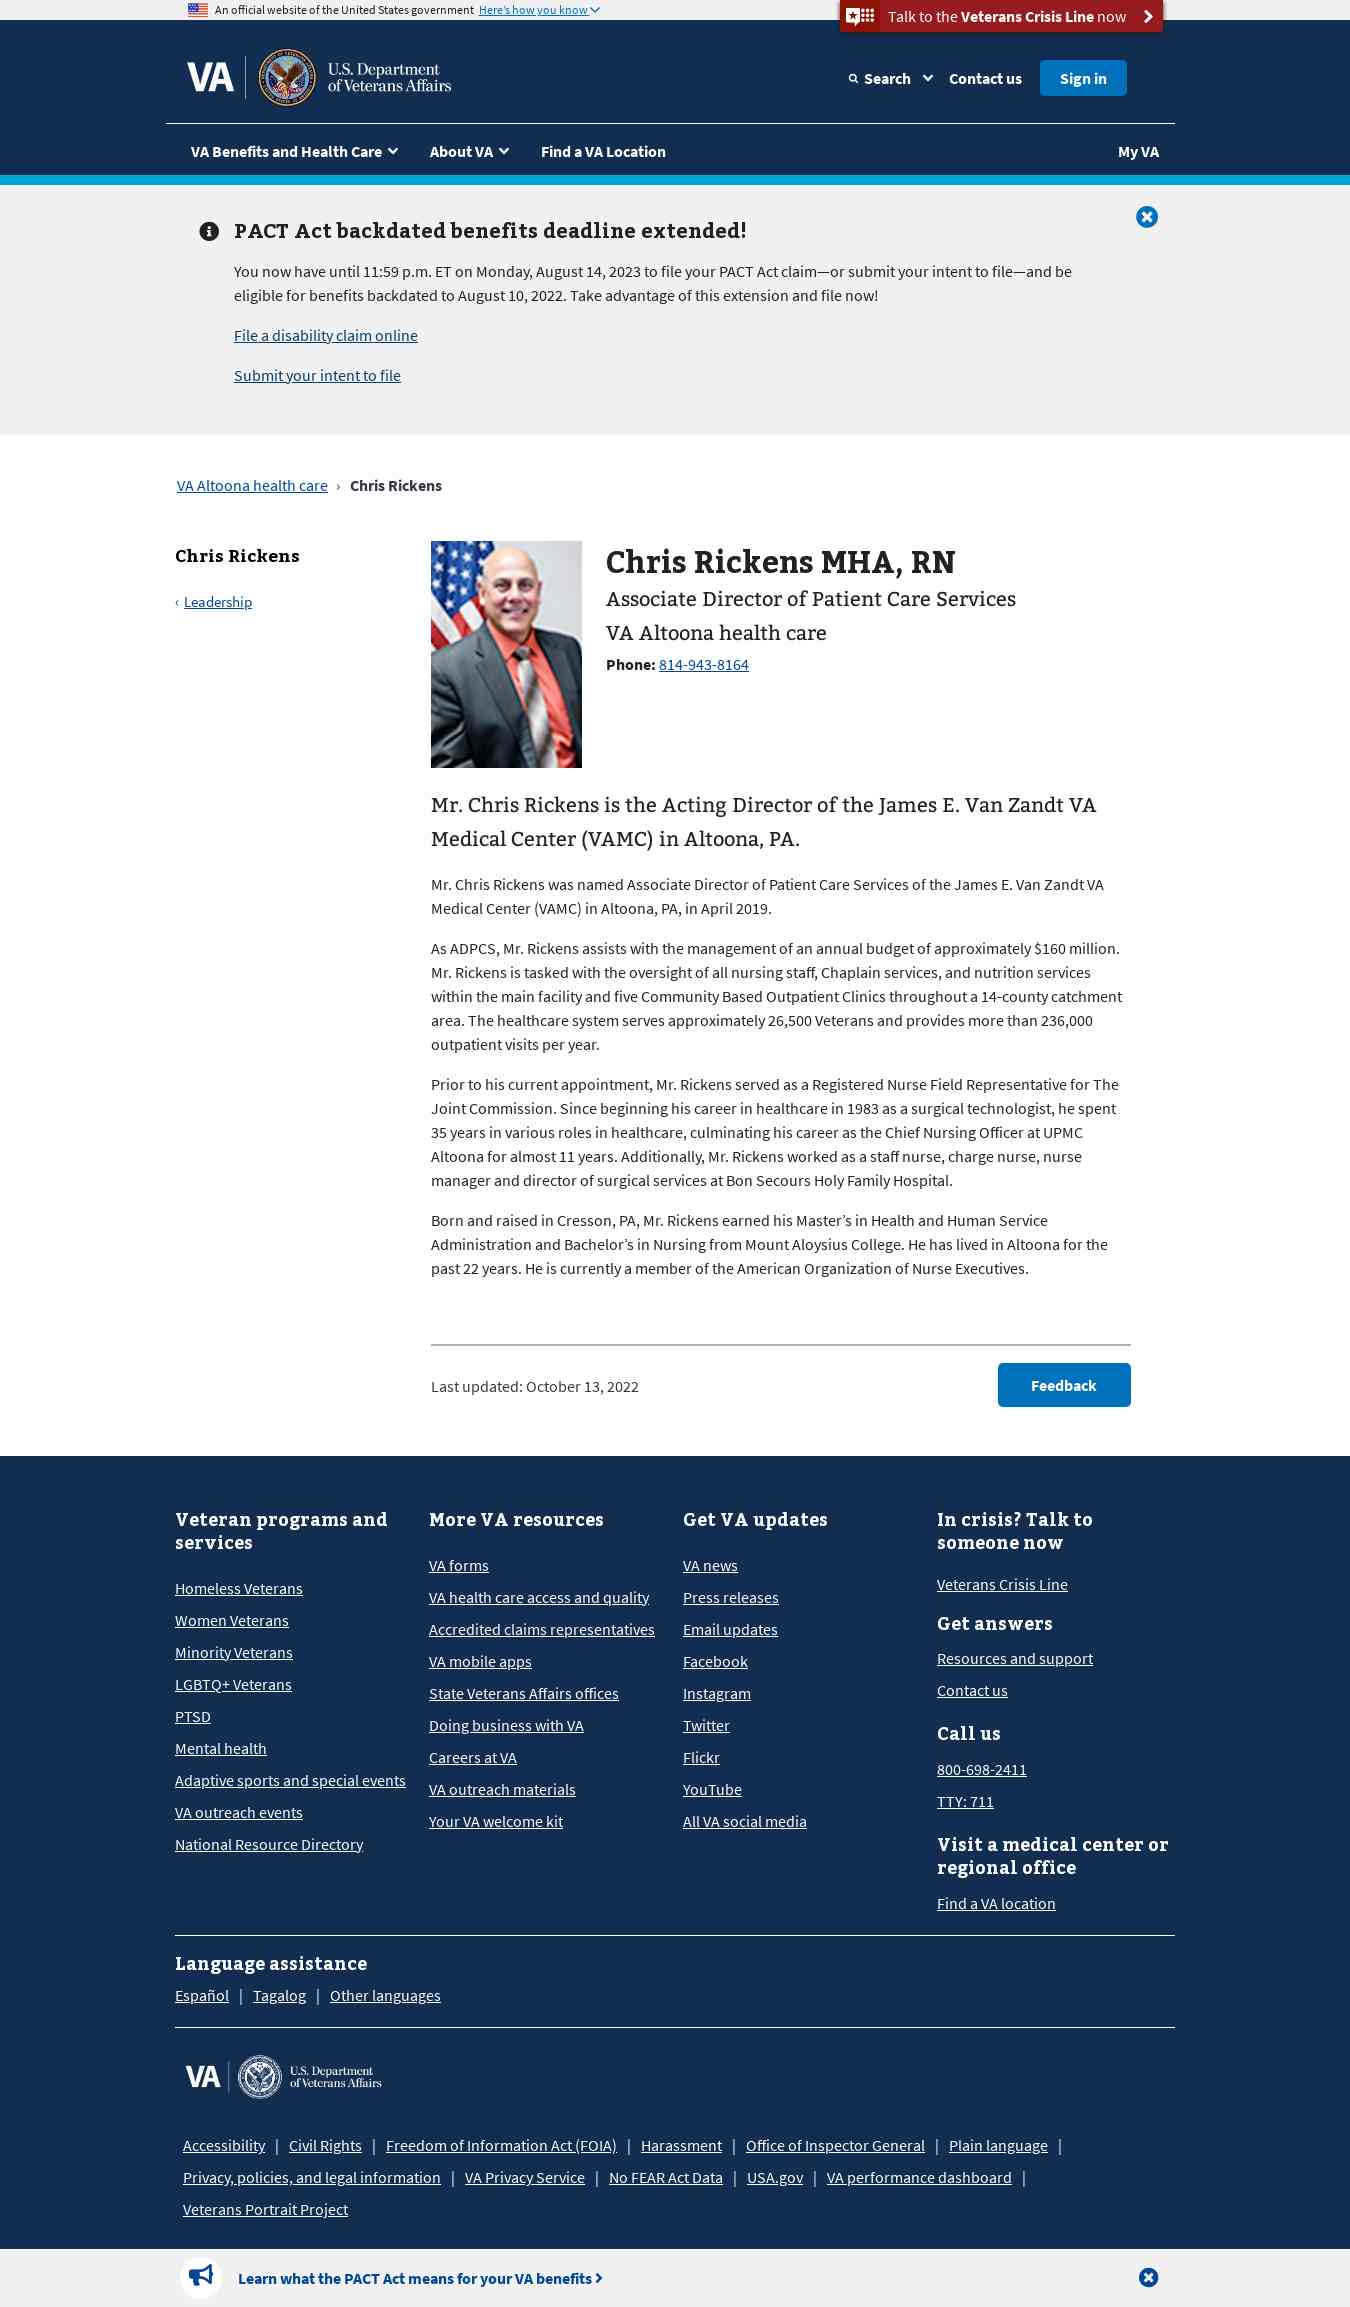 An official website of the United States government Here's how you know
Talk to the Veterans Crisis Line now
VA
U.S. Department
of Veterans Affairs
Search
Contact us
Sign in
VA Benefits and Health Care
About VA
Find a VA Location
My VA
PACT Act backdated benefits deadline extended!
You now have until 11:59 p.m. ET on Monday, August 14, 2023 to file your PACT Act claim—or submit your intent to file—and be
eligible for benefits backdated to August 10, 2022. Take advantage of this extension and file now!
File a disability claim online
Submit your intent to file
VA Altoona health care › Chris Rickens
Chris Rickens
‹ Leadership
Chris Rickens MHA, RN
Associate Director of Patient Care Services
VA Altoona health care
Phone: 814-943-8164
Mr. Chris Rickens is the Acting Director of the James E. Van Zandt VA
Medical Center (VAMC) in Altoona, PA.
Mr. Chris Rickens was named Associate Director of Patient Care Services of the James E. Van Zandt VA
Medical Center (VAMC) in Altoona, PA, in April 2019.
As ADPCS, Mr. Rickens assists with the management of an annual budget of approximately $160 million.
Mr. Rickens is tasked with the oversight of all nursing staff, Chaplain services, and nutrition services
within the main facility and five Community Based Outpatient Clinics throughout a 14-county catchment
area. The healthcare system serves approximately 26,500 Veterans and provides more than 236,000
outpatient visits per year.
Prior to his current appointment, Mr. Rickens served as a Registered Nurse Field Representative for The
Joint Commission. Since beginning his career in healthcare in 1983 as a surgical technologist, he spent
35 years in various roles in healthcare, culminating his career as the Chief Nursing Officer at UPMC
Altoona for almost 11 years. Additionally, Mr. Rickens worked as a staff nurse, charge nurse, nurse
manager and director of surgical services at Bon Secours Holy Family Hospital.
Born and raised in Cresson, PA, Mr. Rickens earned his Master’s in Health and Human Service
Administration and Bachelor’s in Nursing from Mount Aloysius College. He has lived in Altoona for the
past 22 years. He is currently a member of the American Organization of Nurse Executives.
Last updated: October 13, 2022
Feedback
Veteran programs and
services
Homeless Veterans
Women Veterans
Minority Veterans
LGBTQ+ Veterans
PTSD
Mental health
Adaptive sports and special events
VA outreach events
National Resource Directory
More VA resources
VA forms
VA health care access and quality
Accredited claims representatives
VA mobile apps
State Veterans Affairs offices
Doing business with VA
Careers at VA
VA outreach materials
Your VA welcome kit
Get VA updates
VA news
Press releases
Email updates
Facebook
Instagram
Twitter
Flickr
YouTube
All VA social media
In crisis? Talk to
someone now
Veterans Crisis Line
Get answers
Resources and support
Contact us
Call us
800-698-2411
TTY: 711
Visit a medical center or
regional office
Find a VA location
Language assistance
Español | Tagalog | Other languages
VA
U.S. Department
of Veterans Affairs
Accessibility | Civil Rights | Freedom of Information Act (FOIA) | Harassment | Office of Inspector General | Plain language |
Privacy, policies, and legal information | VA Privacy Service | No FEAR Act Data | USA.gov | VA performance dashboard |
Veterans Portrait Project
Learn what the PACT Act means for your VA benefits